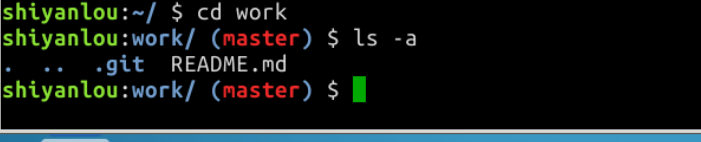 shiyanlou:~/ $ cd work
shiyanlou:work/ (master) $ ls -a
.  ..  .git  README.md
shiyanlou:work/ (master) $